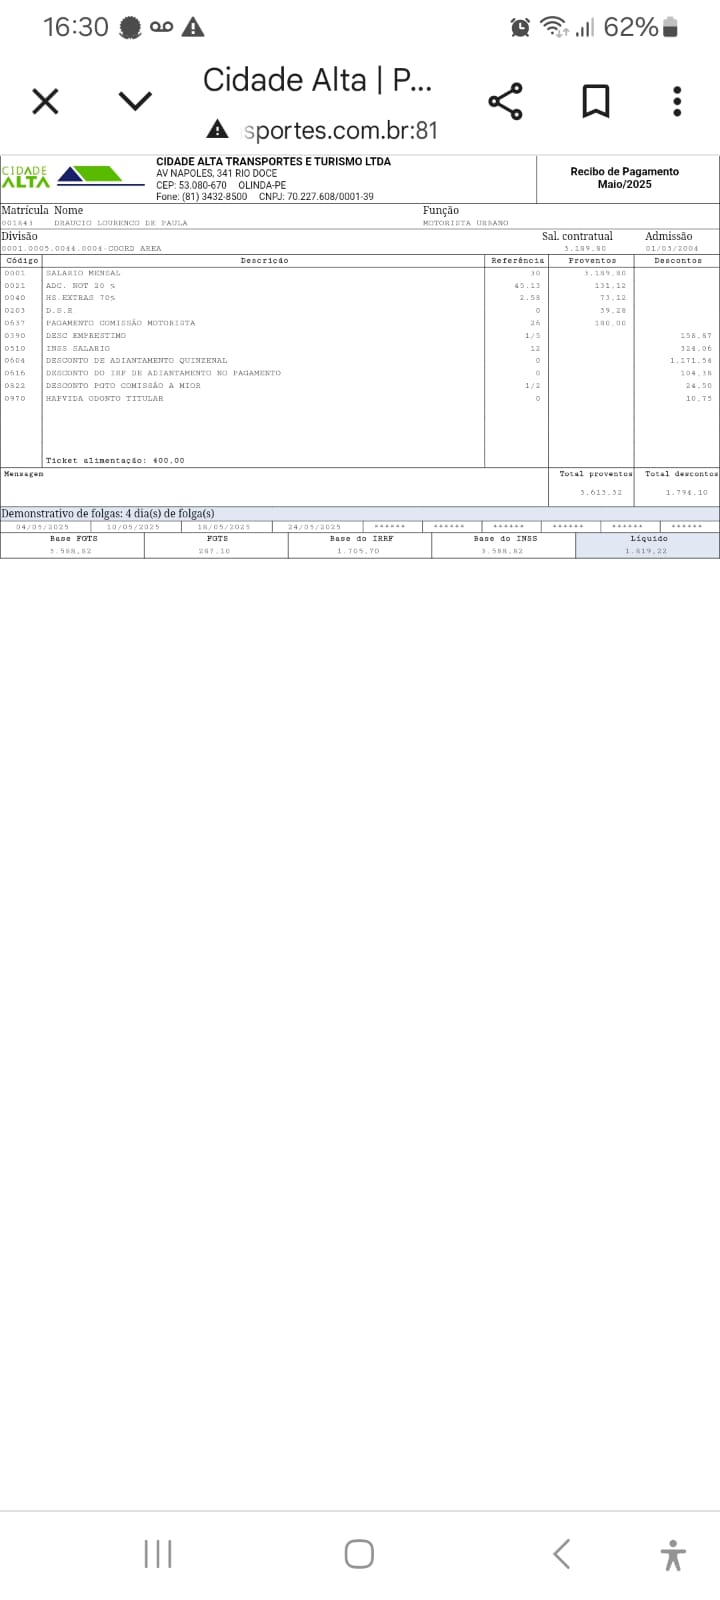 16:30 62%
Cidade Alta | P...
sportes.com.br:81
CIDADE ALTA
CIDADE ALTA TRANSPORTES E TURISMO LTDA
AV NAPOLES, 341 RIO DOCE
CEP: 53.080-670 OLINDA-PE
Fone: (81) 3432-8500 CNPJ: 70.227.608/0001-39
Recibo de Pagamento
Maio/2025
Matrícula Nome Função
001843 DRAUCIO LOURENCO DE PAULA MOTORISTA URBANO
Divisão Sal. contratual Admissão
0001.0005.0044.0004-COORD AREA 3.189,80 01/03/2004
Código Descrição Referência Proventos Descontos
0001 SALARIO MENSAL 30 3.189,80
0021 ADC. NOT 20 % 45.13 131,12
0040 HS.EXTRAS 70% 2.58 73,12
0203 D.S.R 0 39,28
0637 PAGAMENTO COMISSÃO MOTORISTA 26 180,00
0390 DESC EMPRESTIMO 1/5 158,87
0510 INSS SALARIO 12 324,06
0604 DESCONTO DE ADIANTAMENTO QUINZENAL 0 1.171,54
0616 DESCONTO DO IRF DE ADIANTAMENTO NO PAGAMENTO 0 104,38
0822 DESCONTO PGTO COMISSÃO A MIOR 1/2 24,50
0970 HAPVIDA ODONTO TITULAR 0 10,75
Ticket alimentação: 400,00
Mensagem Total proventos Total descontos
3.613,32 1.794,10
Demonstrativo de folgas: 4 dia(s) de folga(s)
04/05/2025 10/05/2025 18/05/2025 24/05/2025 ****** ****** ****** ****** ****** ******
Base FGTS FGTS Base do IRRF Base do INSS Líquido
3.588,82 287,10 1.705,70 3.588,82 1.819,22